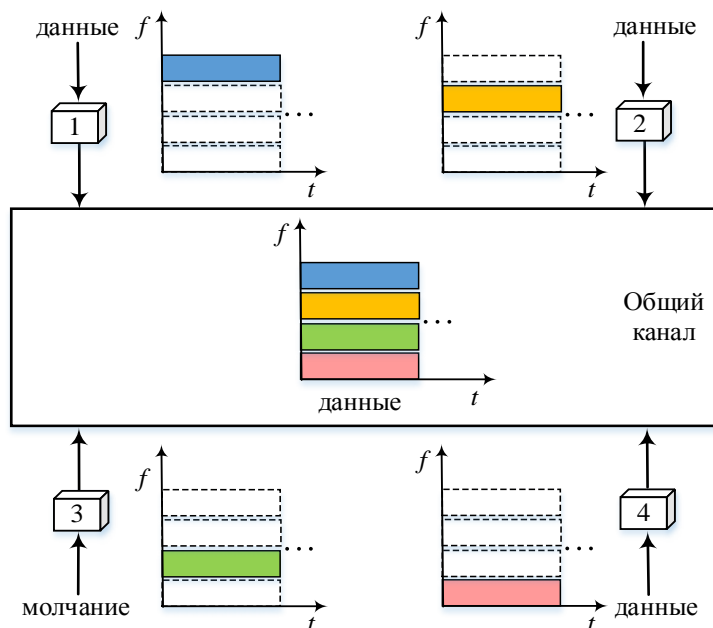 данные
f
f
данные
1
...
...
2
t
t
f
Общий
канал
...
данные
t
f
f
3
...
...
4
молчание
t
t
данные